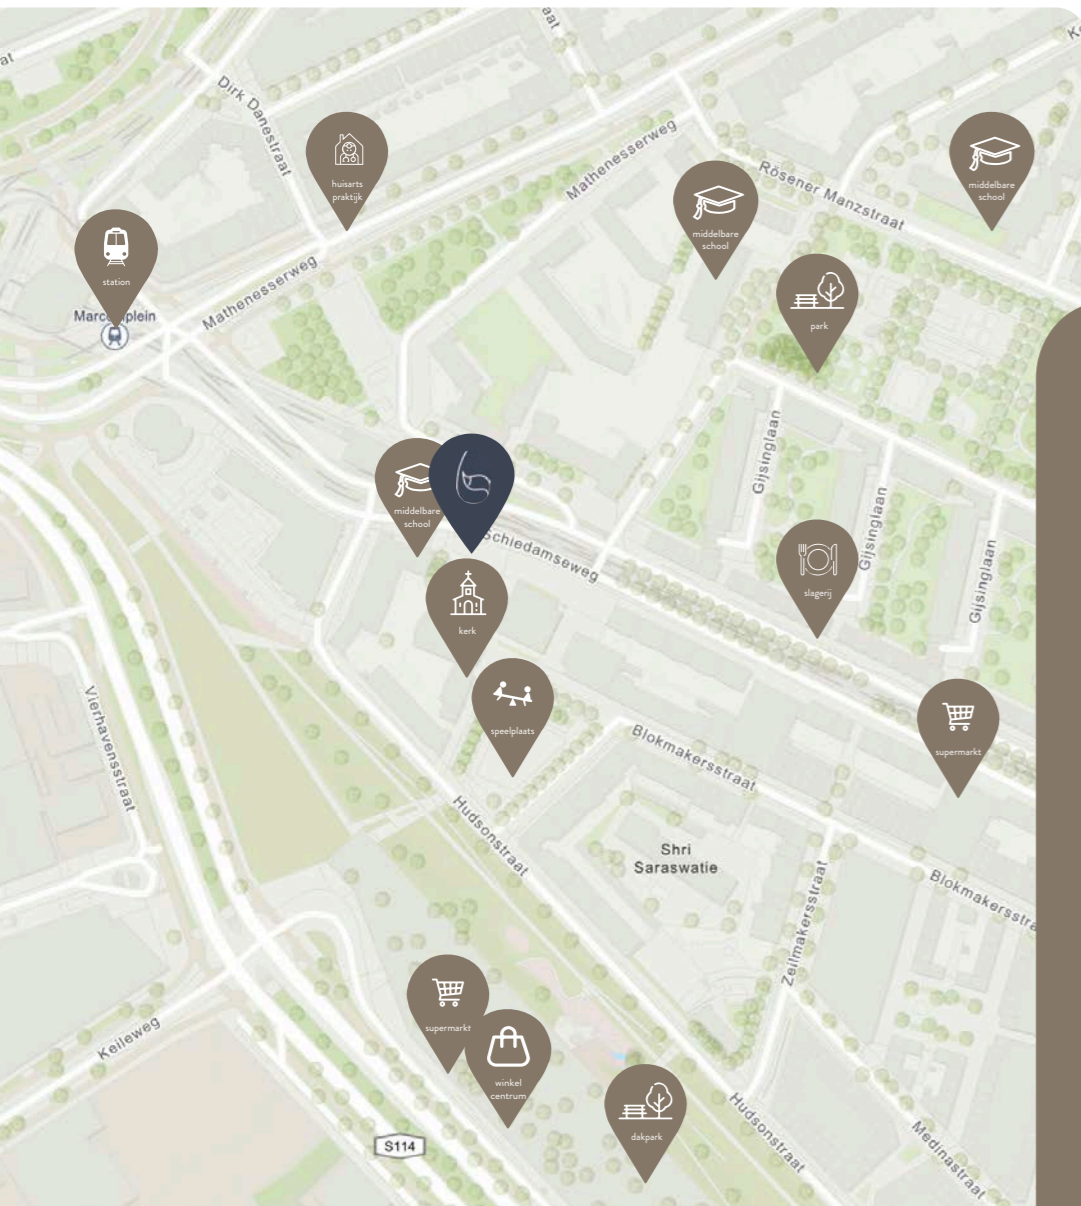 Dirk Danestraat
huisarts
praktijk
Mathenesserweg
Rösener Manzstraat
middelbare
school
middelbare
school
station
Mathenesserweg
park
Gijsinglaan
Gijsinglaan
Gijsinglaan
middelbare
school
Schiedamseweg
slagerij
kerk
speelplaats
supermarkt
Vierhavensstraat
Blokmakersstraat
Hudsonstraat
Shri
Saraswatie
Zeilmakersstraat
Blokmakersstra
supermarkt
Keileweg
winkel
centrum
dakpark
Hudsonstraat
Medinastraat
S114